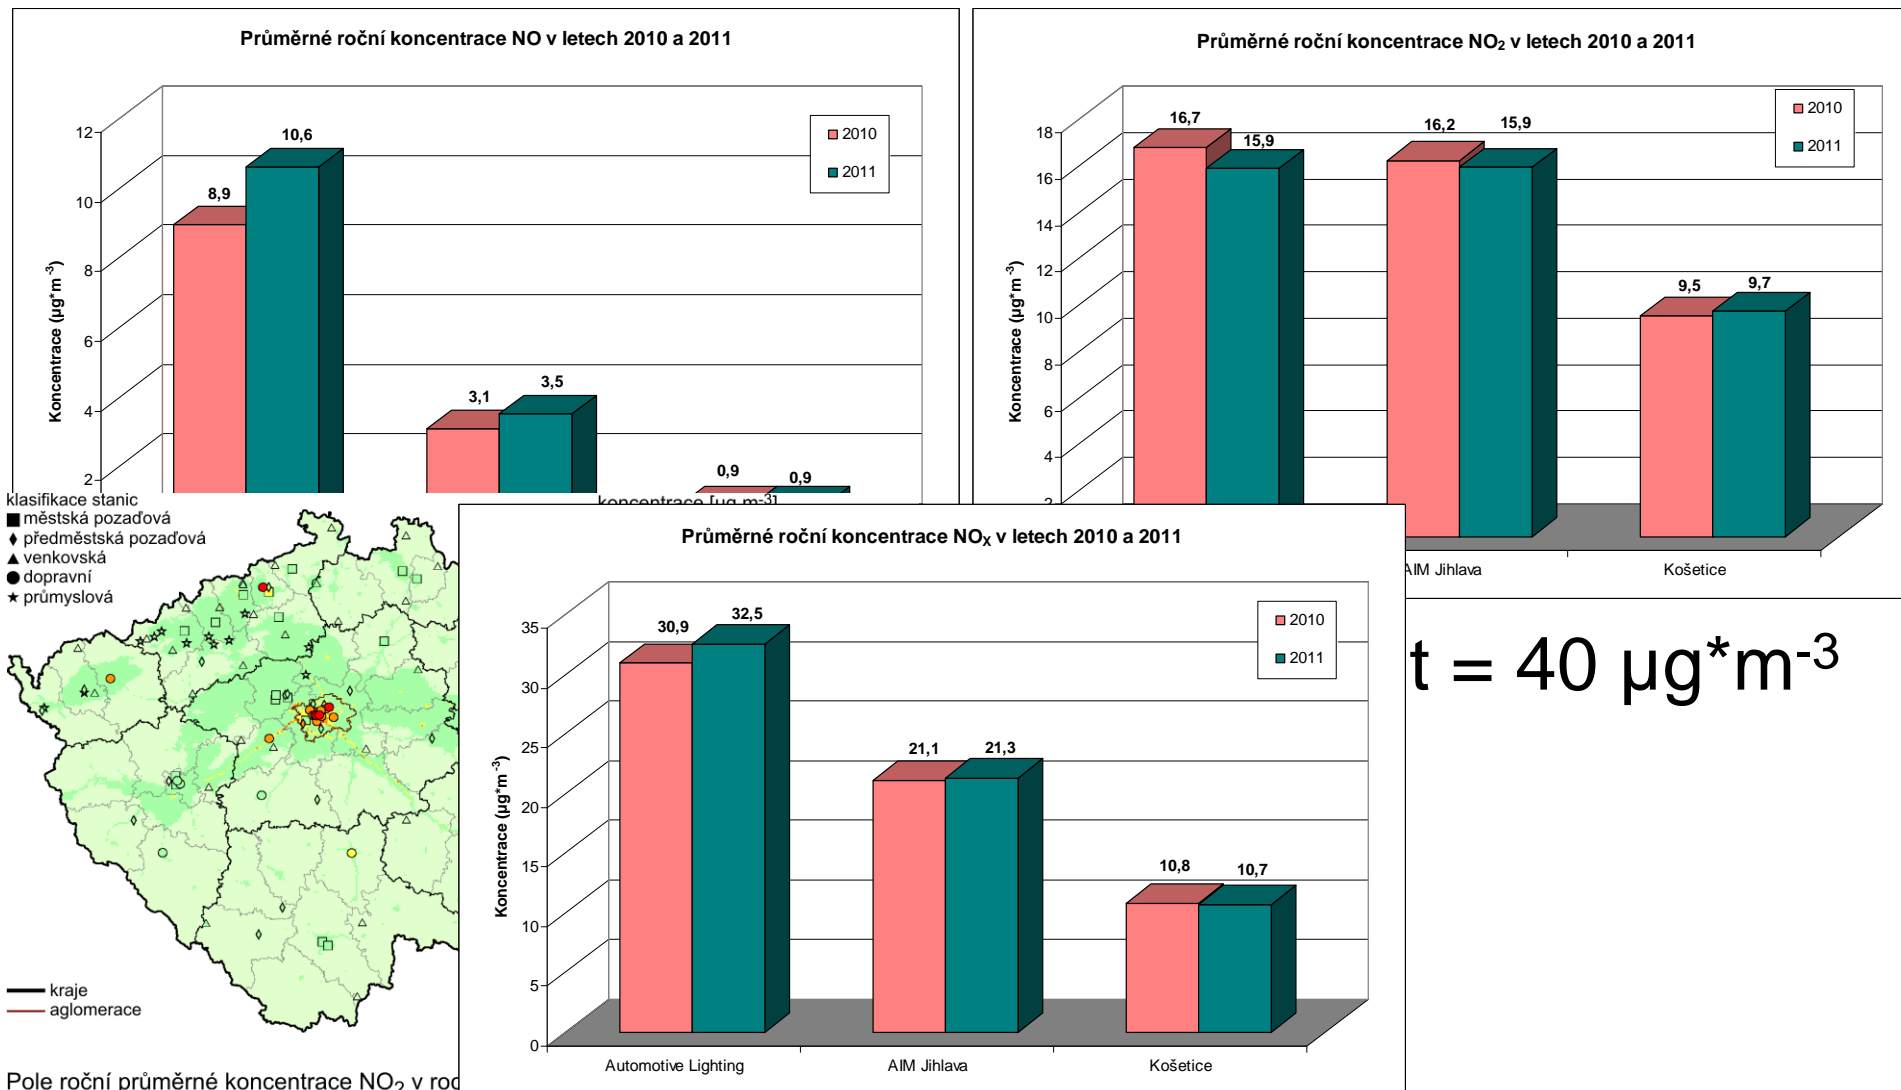 Průměrné roční koncentrace NO v letech 2010 a 2011
Koncentrace (µg*m-3)
12
10
8
6
4
2
8,9
10,6
3,1
3,5
0,9
0,9
2010
2011
Průměrné roční koncentrace NO2 v letech 2010 a 2011
Koncentrace (µg*m-3)
18
16
14
12
10
8
6
4
2
16,7
15,9
16,2
15,9
9,5
9,7
2010
2011
AIM Jihlava
Košetice
klasifikace stanic
městská pozaďová
předměstská pozaďová
venkovská
dopravní
průmyslová
koncentrace [µg.m-3]
kraje
aglomerace
Pole roční průměrné koncentrace NO2 v
Průměrné roční koncentrace NOX v letech 2010 a 2011
Koncentrace (µg*m-3)
35
30
25
20
15
10
5
0
30,9
32,5
21,1
21,3
10,8
10,7
2010
2011
Automotive Lighting
AIM Jihlava
Košetice
t = 40 µg*m-3